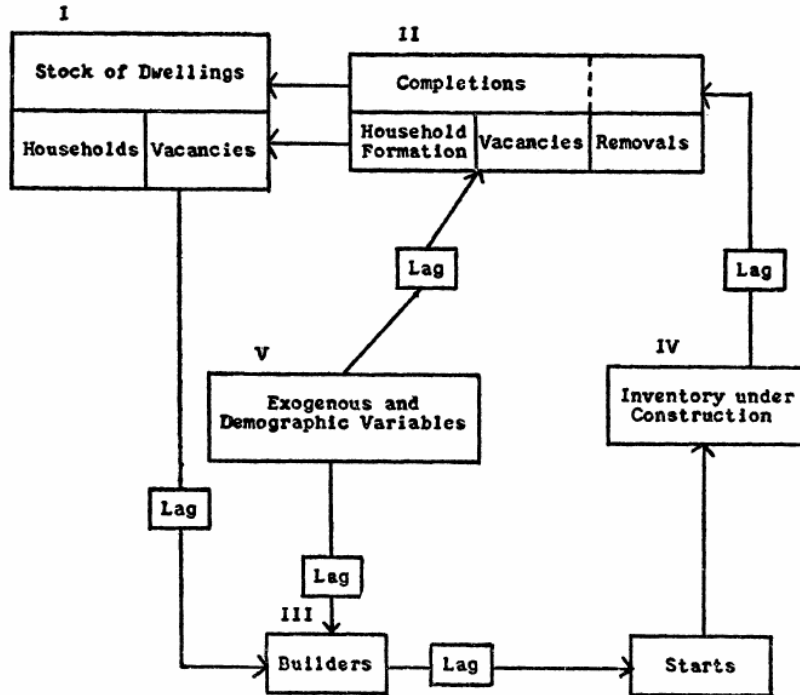 I
II
Stock of Dwellings
Completions
Households
Vacancies
Household
Formation
Vacancies
Removals
Lag
Lag
V
IV
Exogenous and
Demographic Variables
Inventory under
Construction
Lag
Lag
III
Builders
Lag
Starts